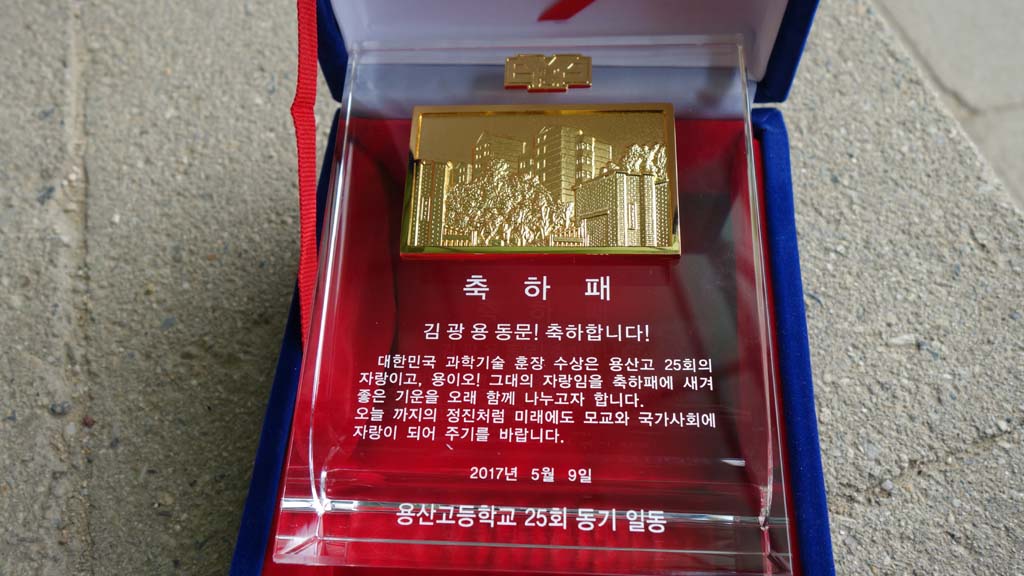 축 하 패
김 광 용 동문! 축하합니다!
대한민국 과학기술 훈장 수상은 용산고 25회의
자랑이고, 용이오! 그대의 자랑임을 축하패에 새겨
좋은 기운을 오래 함께 나누고자 합니다.
오늘 까지의 정진처럼 미래에도 모교와 국가사회에
자랑이 되어 주기를 바랍니다.
2017년 5월 9일
용산고등학교 25회 동기 일동